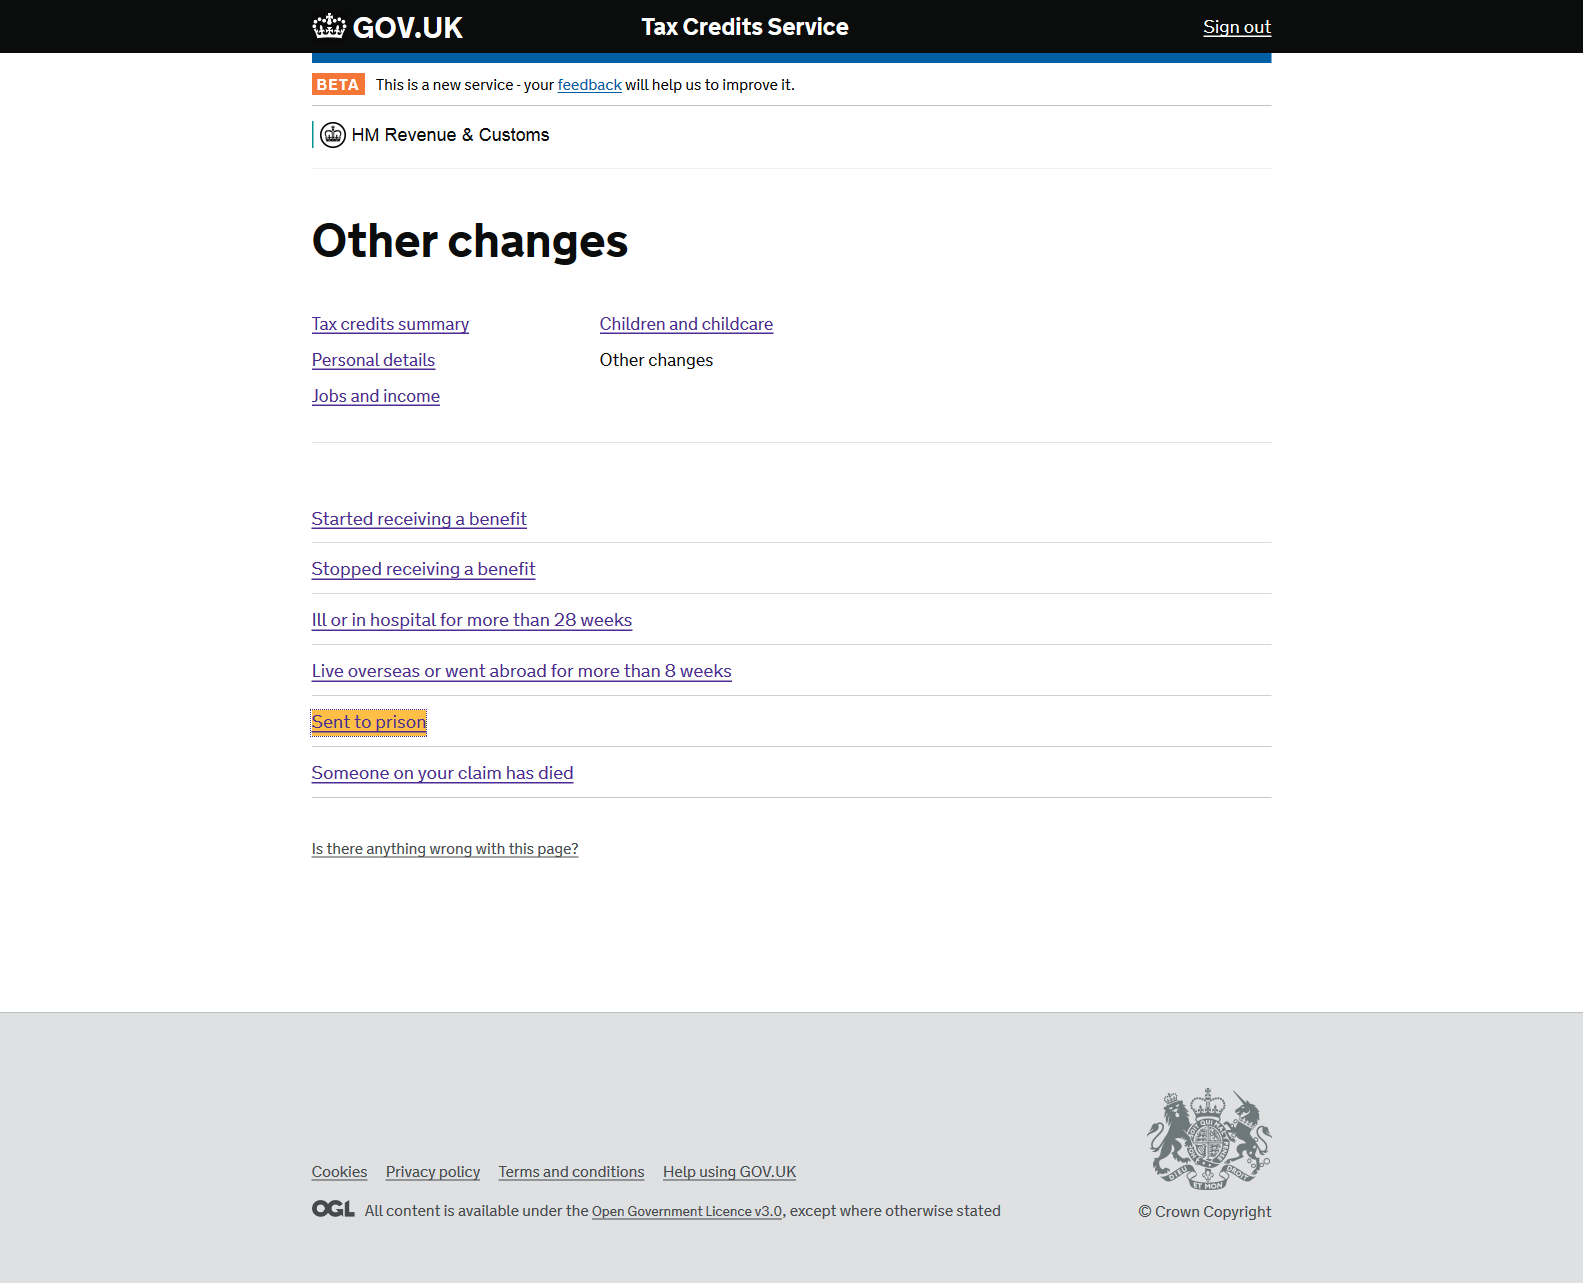 GOV.UK Tax Credits Service Sign out
BETA This is a new service - your feedback will help us to improve it.
HM Revenue & Customs
Other changes
Tax credits summary
Personal details
Jobs and income
Children and childcare
Other changes
Started receiving a benefit
Stopped receiving a benefit
Ill or in hospital for more than 28 weeks
Live overseas or went abroad for more than 8 weeks
Sent to prison
Someone on your claim has died
Is there anything wrong with this page?
Cookies Privacy policy Terms and conditions Help using GOV.UK
OGL All content is available under the Open Government Licence v3.0, except where otherwise stated
DIEU ET MON DROIT
© Crown Copyright